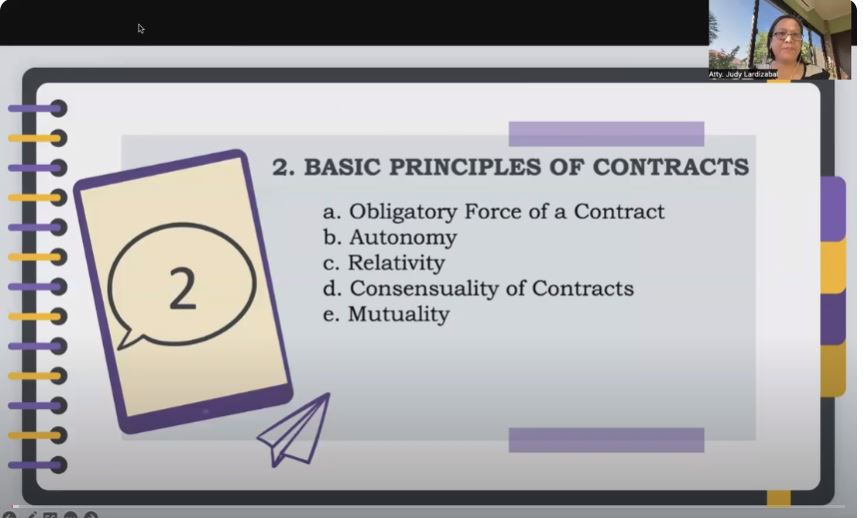 Atty. Judy Lardizabal
2. BASIC PRINCIPLES OF CONTRACTS
a. Obligatory Force of a Contract
b. Autonomy
c. Relativity
d. Consensuality of Contracts
e. Mutuality
2